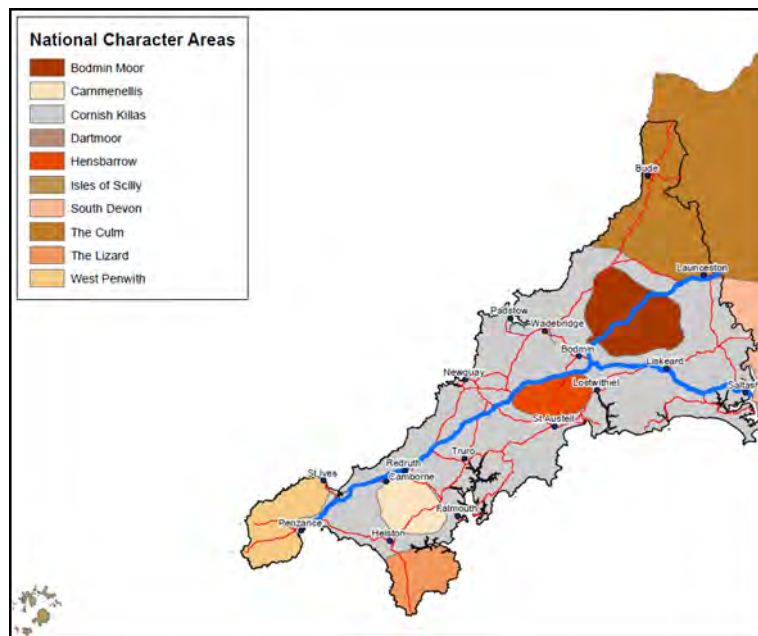 National Character Areas
Bodmin Moor
Carnmenellis
Cornish Killas
Dartmoor
Hensbarrow
Isles of Scilly
South Devon
The Culm
The Lizard
West Penwith
Bude
Launceston
Padstow
Wadebridge
Bodmin
Liskeard
Newquay
Lostwithiel
Saltash
St Austell
Truro
Redruth
St Ives
Camborne
Falmouth
Penzance
Helston